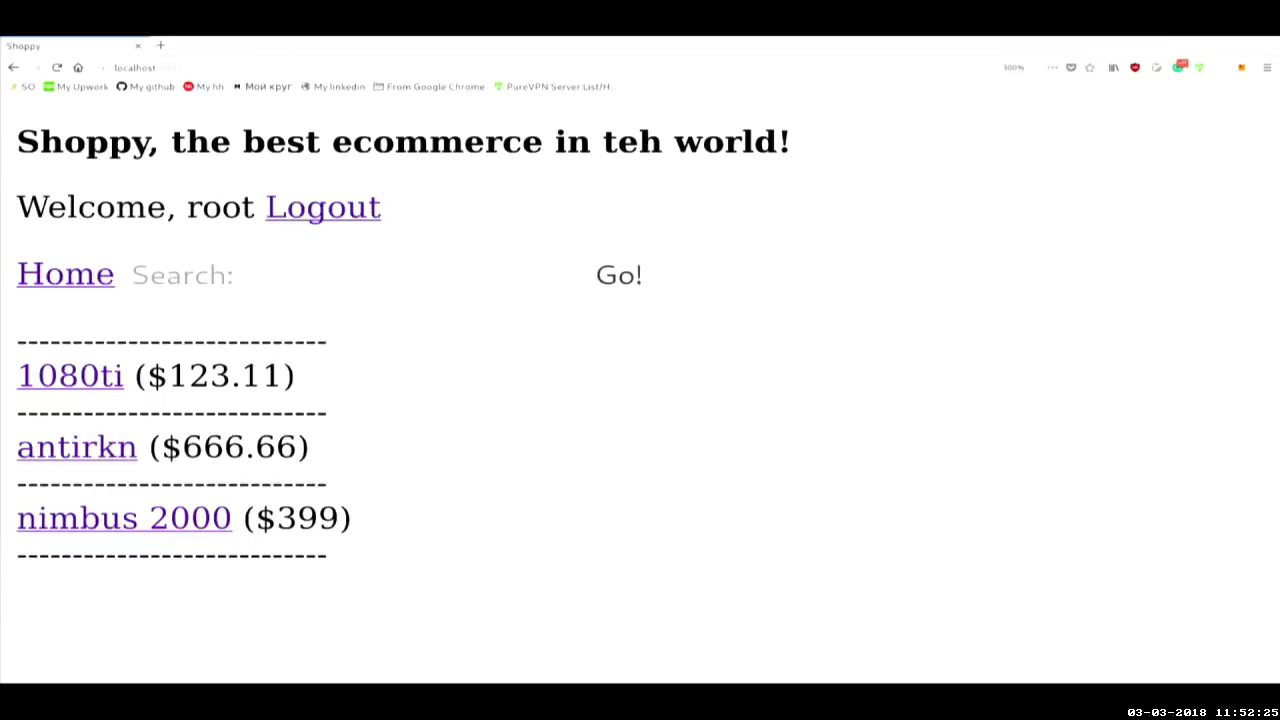 Shoppy
localhost
300%
SO My Upwork My github My hh Мой круг My linkedin From Google Chrome PureVPN Server List/H...
Shoppy, the best ecommerce in teh world!
Welcome, root Logout
Home Search: Go!
----------------------------
1080ti ($123.11)
----------------------------
antirkn ($666.66)
----------------------------
nimbus 2000 ($399)
----------------------------
03-03-2018 11:52:25